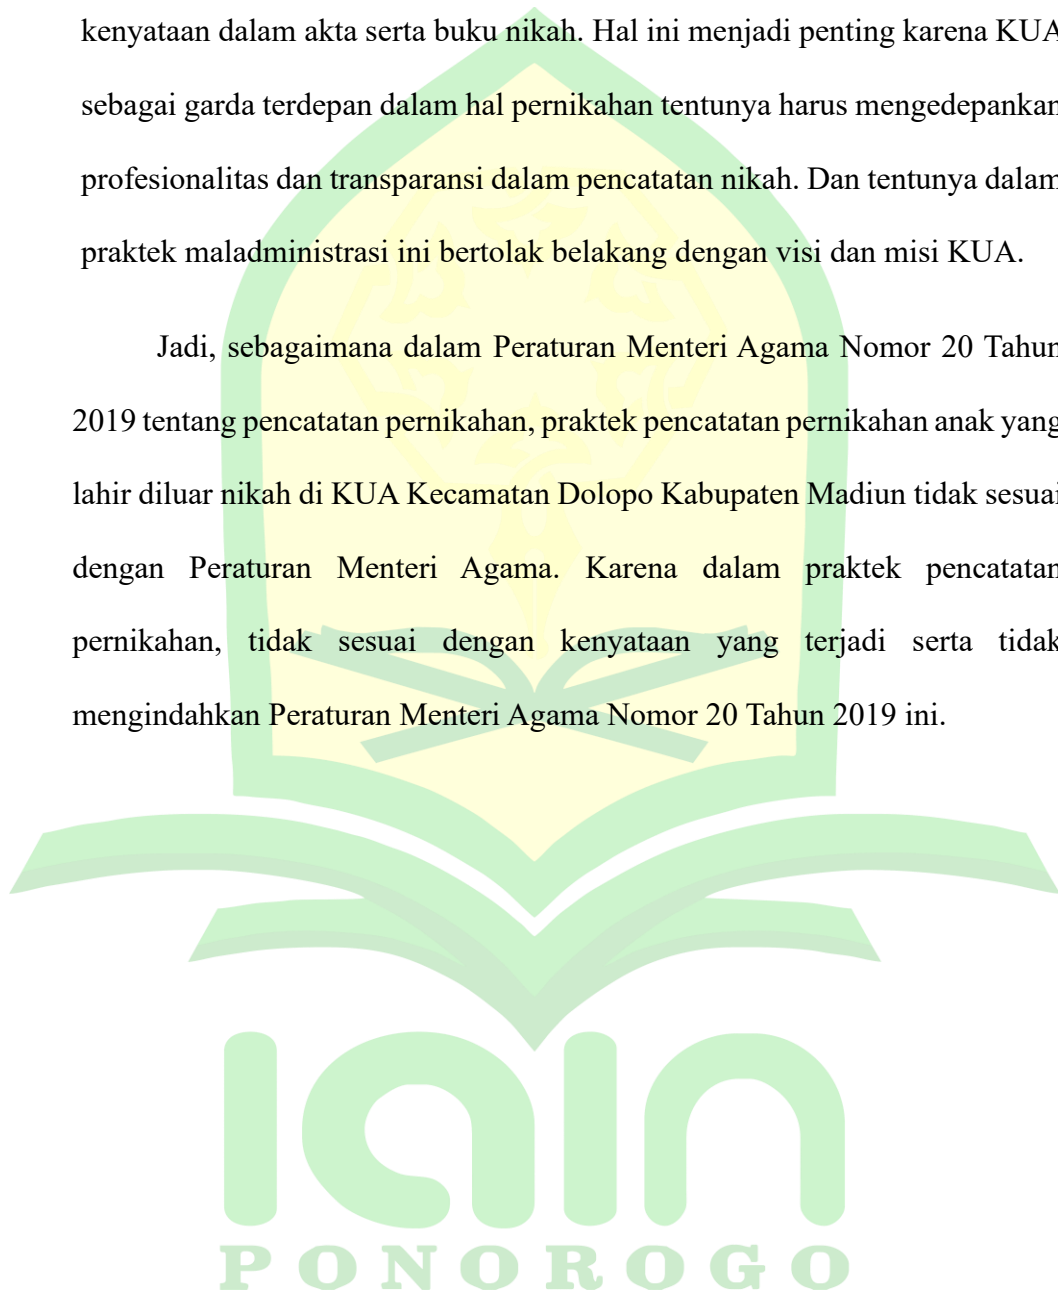 kenyataan dalam akta serta buku nikah. Hal ini menjadi penting karena KUA
sebagai garda terdepan dalam hal pernikahan tentunya harus mengedepankan
profesionalitas dan transparansi dalam pencatatan nikah. Dan tentunya dalam
praktek maladministrasi ini bertolak belakang dengan visi dan misi KUA.
Jadi, sebagaimana dalam Peraturan Menteri Agama Nomor 20 Tahun
2019 tentang pencatatan pernikahan, praktek pencatatan pernikahan anak yang
lahir diluar nikah di KUA Kecamatan Dolopo Kabupaten Madiun tidak sesuai
dengan Peraturan Menteri Agama. Karena dalam praktek pencatatan
pernikahan, tidak sesuai dengan kenyataan yang terjadi serta tidak
mengindahkan Peraturan Menteri Agama Nomor 20 Tahun 2019 ini.
iain
PONOROGO